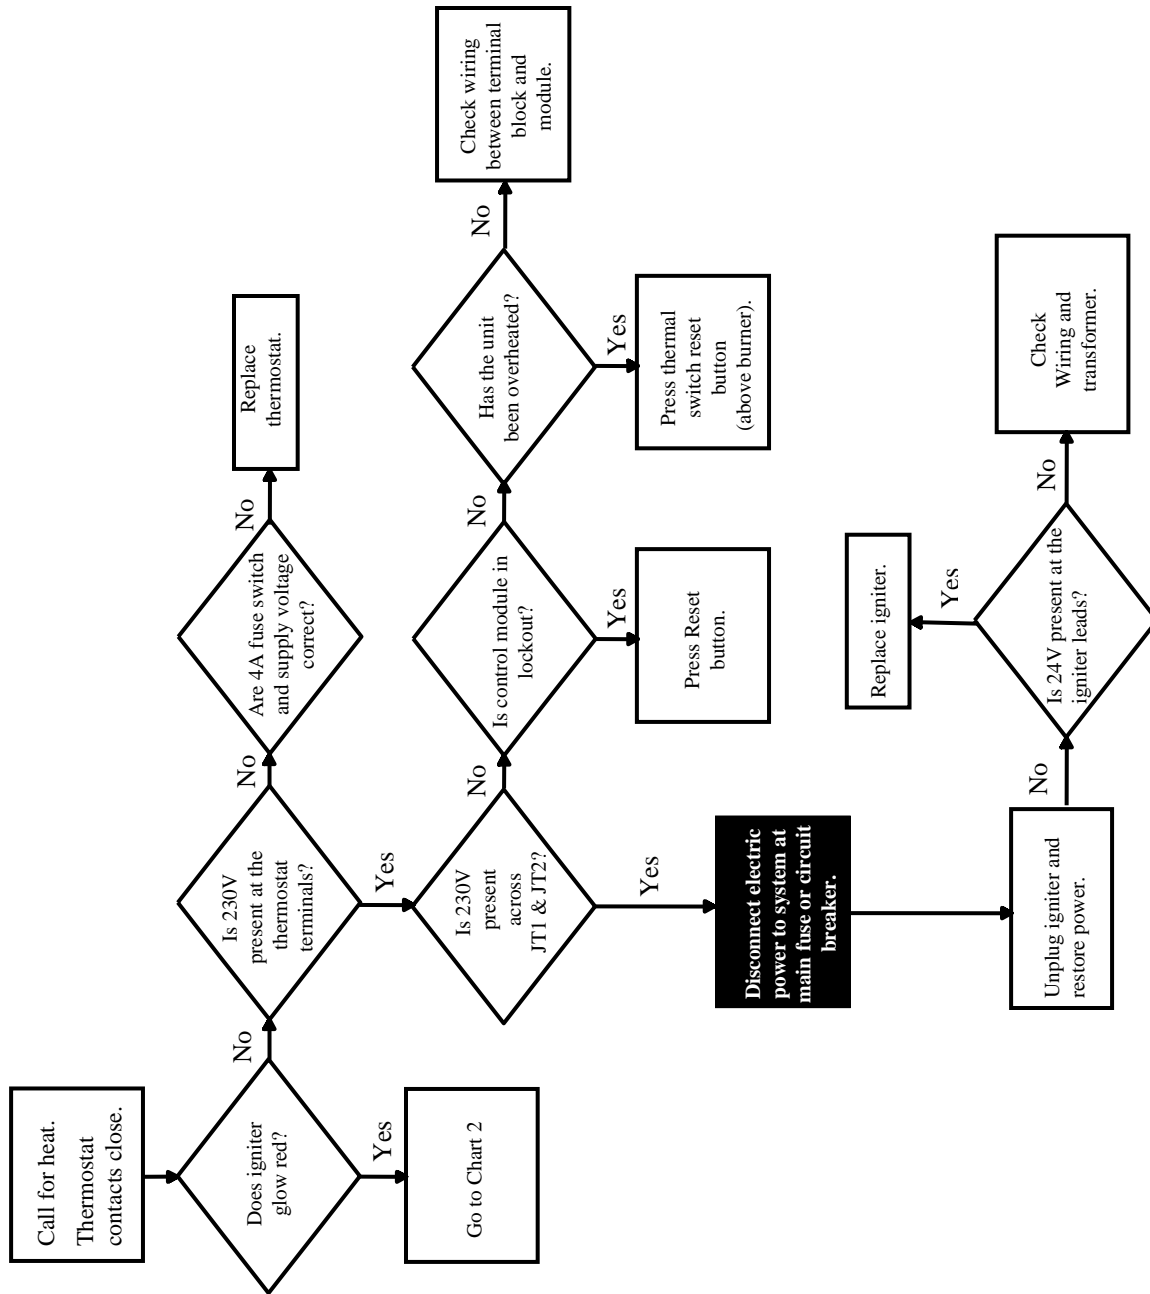 Call for heat.
Thermostat
contacts close.
Does igniter
glow red?
Yes
Go to Chart 2
No
Is 230V
present at the
thermostat
terminals?
No
Are 4A fuse switch
and supply voltage
correct?
No
Replace
thermostat.
Yes
Is 230V
present
across
JT1 & JT2?
No
Is control module in
lockout?
Yes
Press Reset
button.
No
Has the unit
been overheated?
Yes
Press thermal
switch reset
button
(above burner).
No
Check wiring
between terminal
block and
module.
Yes
Disconnect electric
power to system at
main fuse or circuit
breaker.
Unplug igniter and
restore power.
No
Is 24V present at the
igniter leads?
Yes
Replace igniter.
No
Check
Wiring and
transformer.